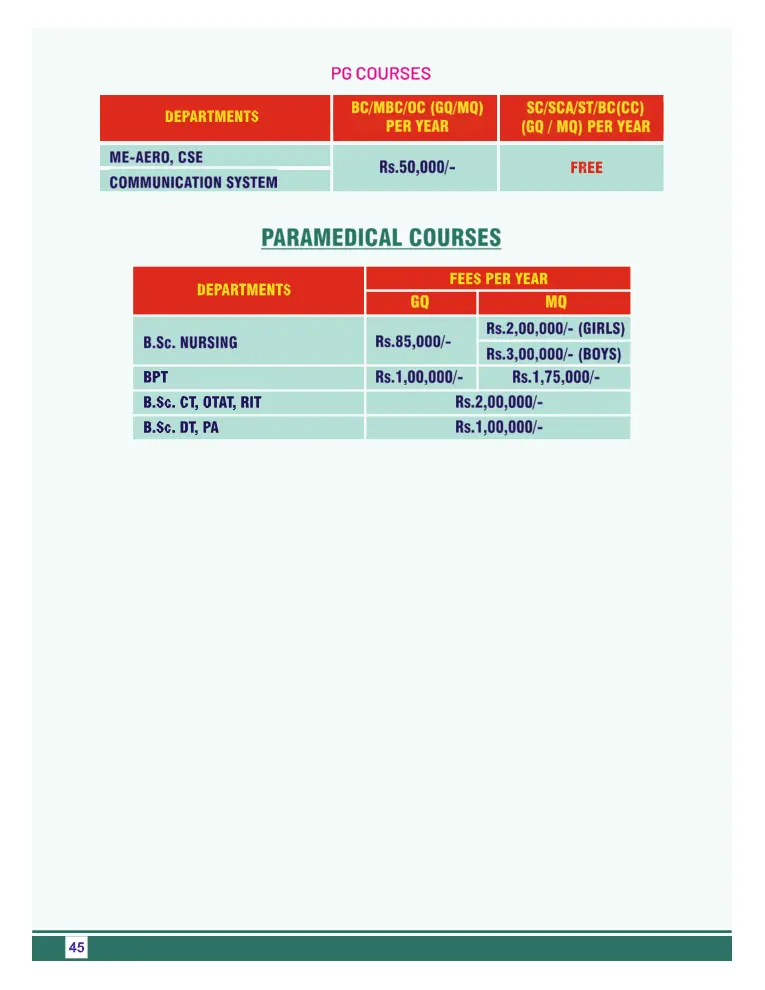 PG COURSES
DEPARTMENTS
BC/MBC/OC (GQ/MQ)
PER YEAR
SC/SCA/ST/BC(CC)
(GQ / MQ) PER YEAR
ME-AERO, CSE
COMMUNICATION SYSTEM
Rs.50,000/-
FREE
PARAMEDICAL COURSES
DEPARTMENTS
FEES PER YEAR
GQ
MQ
B.Sc. NURSING
Rs.85,000/-
Rs.2,00,000/- (GIRLS)
Rs.3,00,000/- (BOYS)
BPT
Rs.1,00,000/-
Rs.1,75,000/-
B.Sc. CT, OTAT, RIT
Rs.2,00,000/-
B.Sc. DT, PA
Rs.1,00,000/-
45